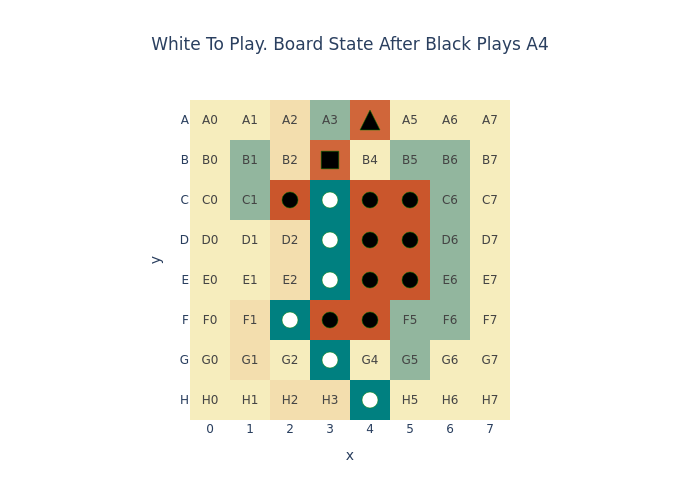 White To Play. Board State After Black Plays A4
A A0 A1 A2 A3 A5 A6 A7
B B0 B1 B2 B4 B5 B6 B7
C C0 C1 C6 C7
D D0 D1 D2 D6 D7
E E0 E1 E2 E6 E7
F F0 F1 F5 F6 F7
G G0 G1 G2 G4 G5 G6 G7
H H0 H1 H2 H3 H5 H6 H7
0 1 2 3 4 5 6 7
x
y